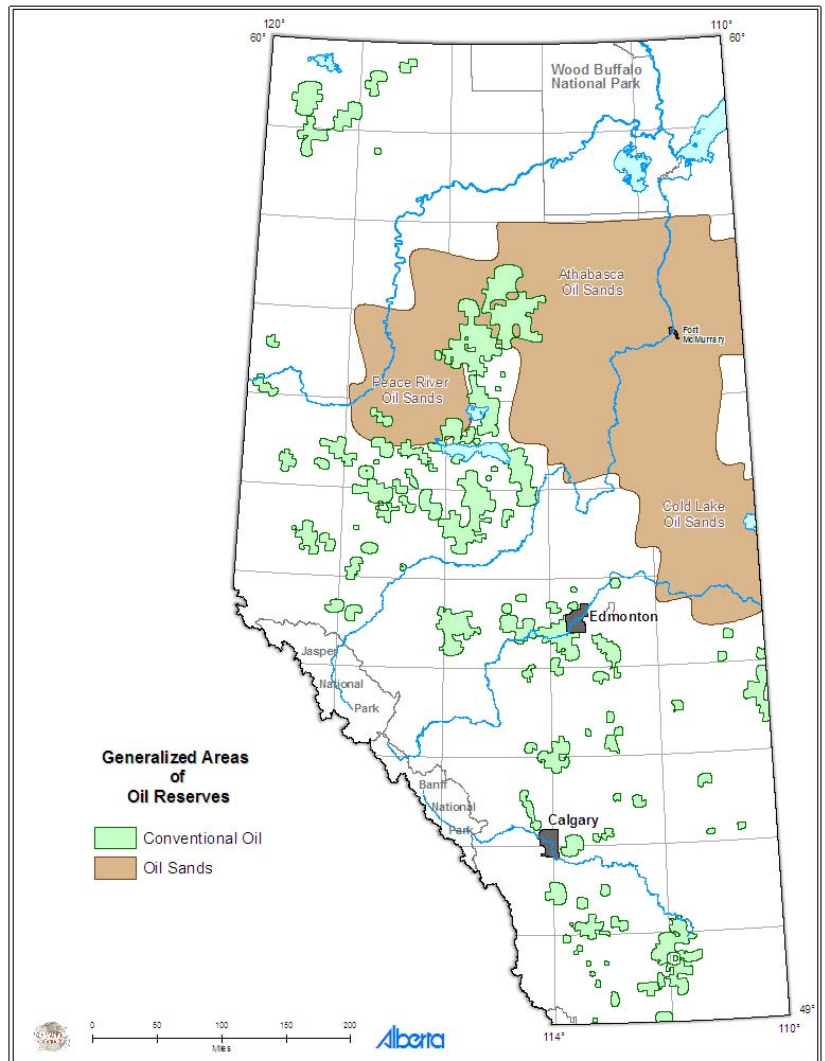 120°
60°
110°
60°
Wood Buffalo
National Park
Athabasca
Oil Sands
Fort
McMurrary
Peace River
Oil Sands
Cold Lake
Oil Sands
Edmonton
Jasper
National
Park
Generalized Areas
of
Oil Reserves
Conventional Oil
Oil Sands
Banff
National
Park
Calgary
49°
0 50 100 150 200
Miles
Alberta
114°
110°